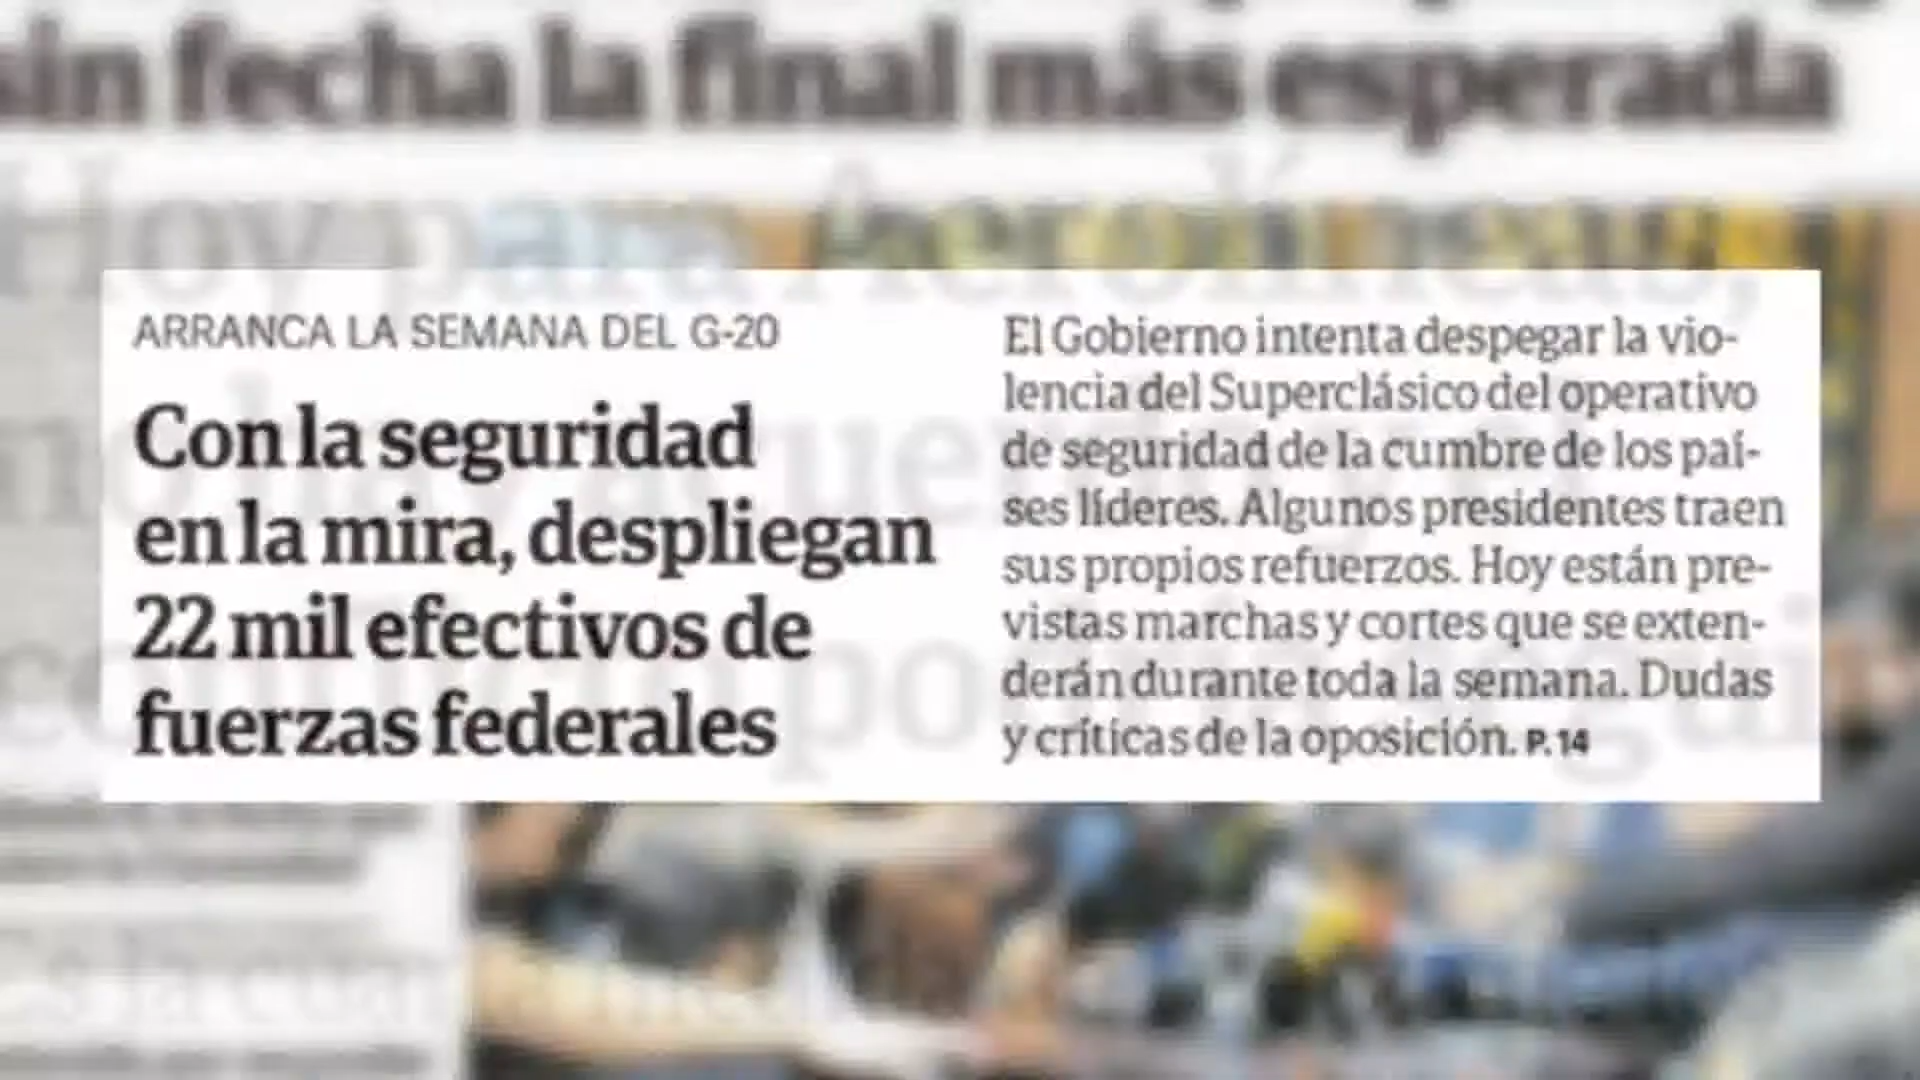 sin fecha la final más esperada
Hoy para Aerolíneas,
ARRANCA LA SEMANA DEL G-20
Con la seguridad
en la mira, despliegan
22 mil efectivos de
fuerzas federales
El Gobierno intenta despegar la vio-
lencia del Superclásico del operativo
de seguridad de la cumbre de los paí-
ses líderes. Algunos presidentes traen
sus propios refuerzos. Hoy están pre-
vistas marchas y cortes que se exten-
derán durante toda la semana. Dudas
y críticas de la oposición. P. 14